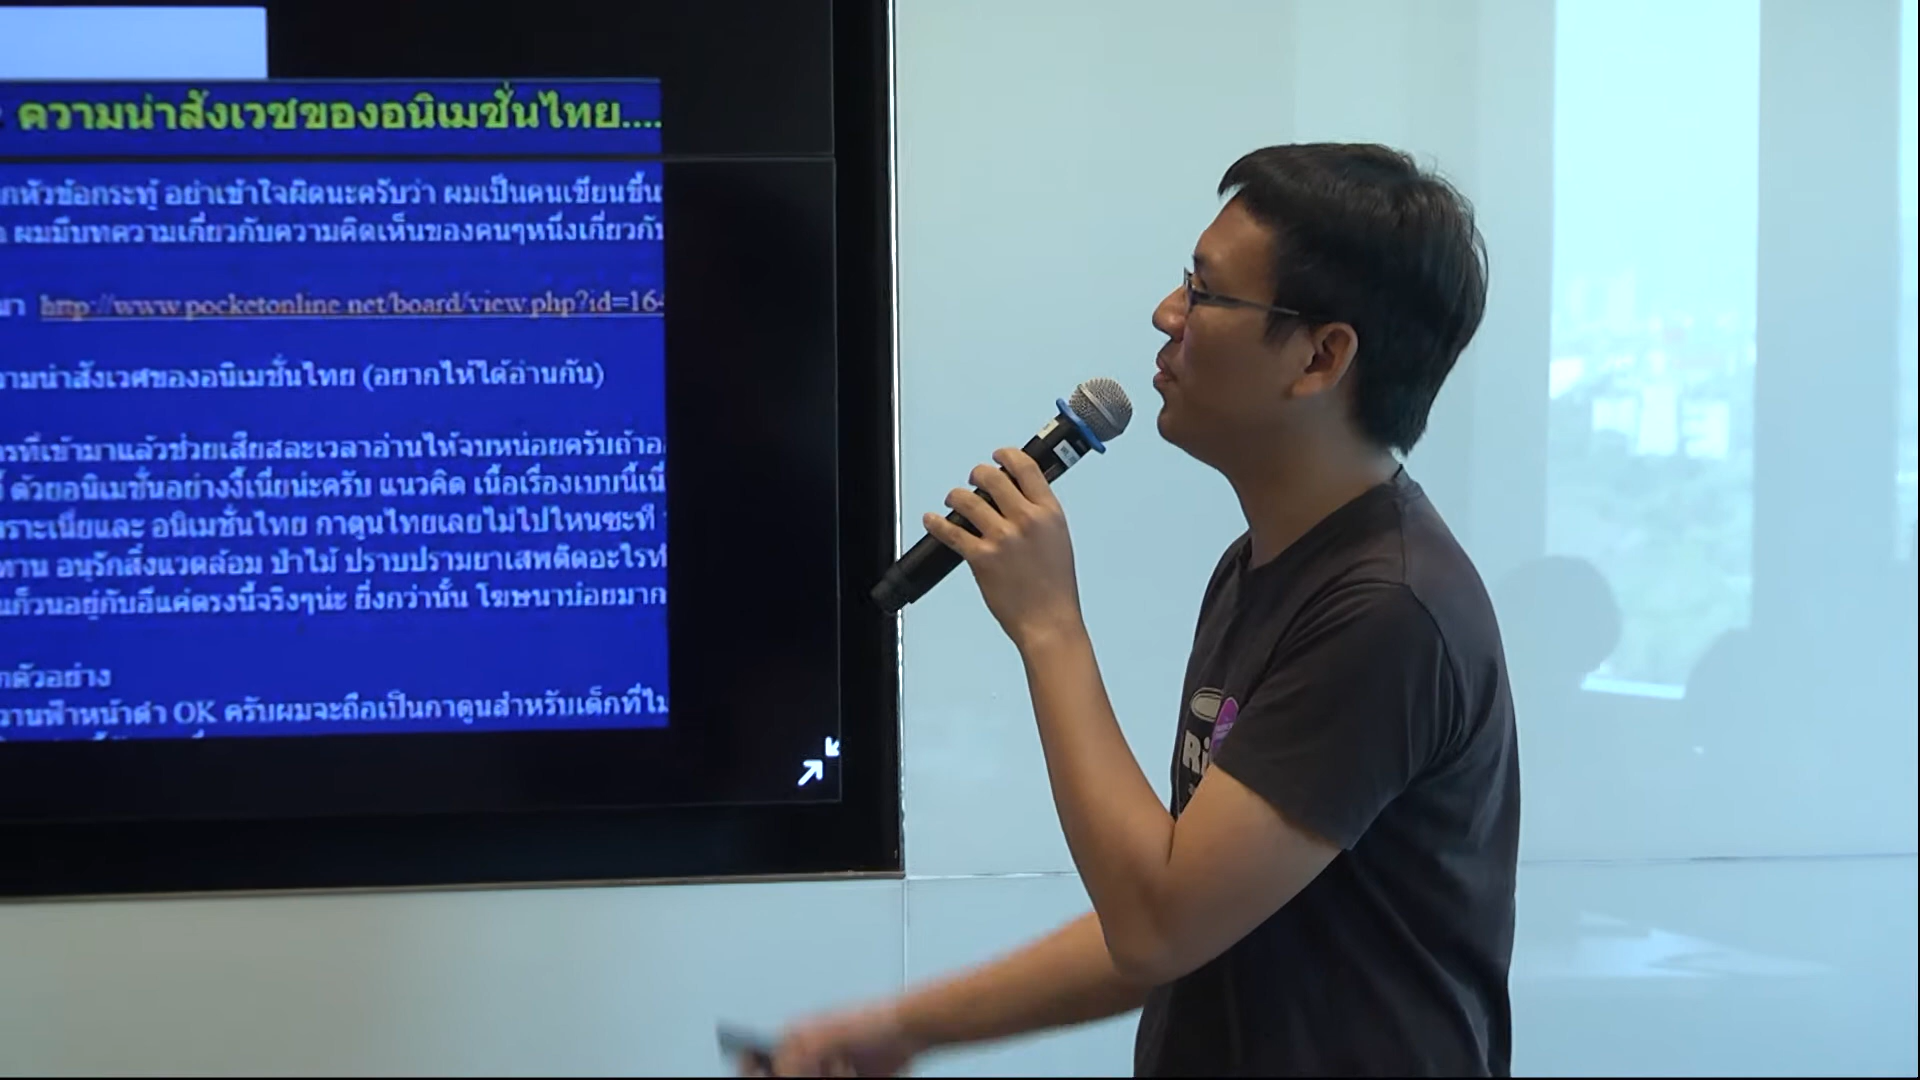 ความน่าสังเวชของอนิเมชั่นไทย....
กหัวข้อกระทู้ อย่าเข้าใจผิดนะครับว่า ผมเป็นคนเขียนขึ้น
ผมมีบทความเกี่ยวกับความคิดเห็นของคนๆหนึ่งเกี่ยวกับ
มา http://www.pocketonline.net/board/view.php?id=164
ามน่าสังเวศของอนิเมชั่นไทย (อยากให้ได้อ่านกัน)
รที่เข้ามาแล้วช่วยเสียสละเวลาอ่านให้จบหน่อยครับถ้าอ
ด้วยอนิเมชั่นอย่างงี้เนี่ยน่ะครับ แนวคิด เนื้อเรื่องแบบนี้เนี่
ราะเนี่ยและ อนิเมชั่นไทย กาตูนไทยเลยไม่ไปไหนซะที
ทาน อนุรักสิ่งแวดล้อม ป่าไม้ ปราบปรามยาเสพติดอะไรทำ
แก็วนอยู่กับอีแค่ตรงนี้จริงๆน่ะ ยิ่งกว่านั้น โฆษนาบ่อยมาก
กตัวอย่าง
วานฟ้าหน้าดำ OK ครับผมจะถือเป็นกาตูนสำหรับเด็กที่ไม
Ri